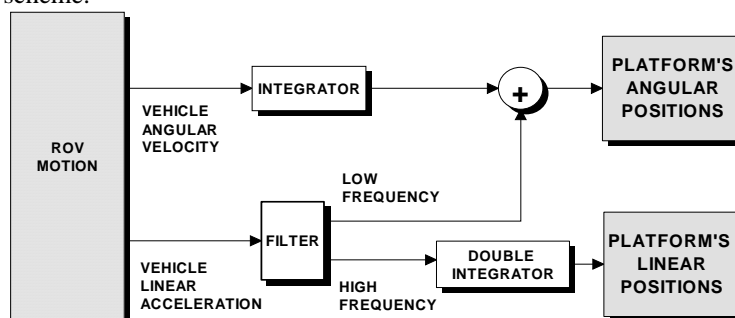 scheme.
ROV
MOTION
VEHICLE
ANGULAR
VELOCITY
INTEGRATOR
+
PLATFORM'S
ANGULAR
POSITIONS
VEHICLE
LINEAR
ACCELERATION
FILTER
LOW
FREQUENCY
HIGH
FREQUENCY
DOUBLE
INTEGRATOR
PLATFORM'S
LINEAR
POSITIONS